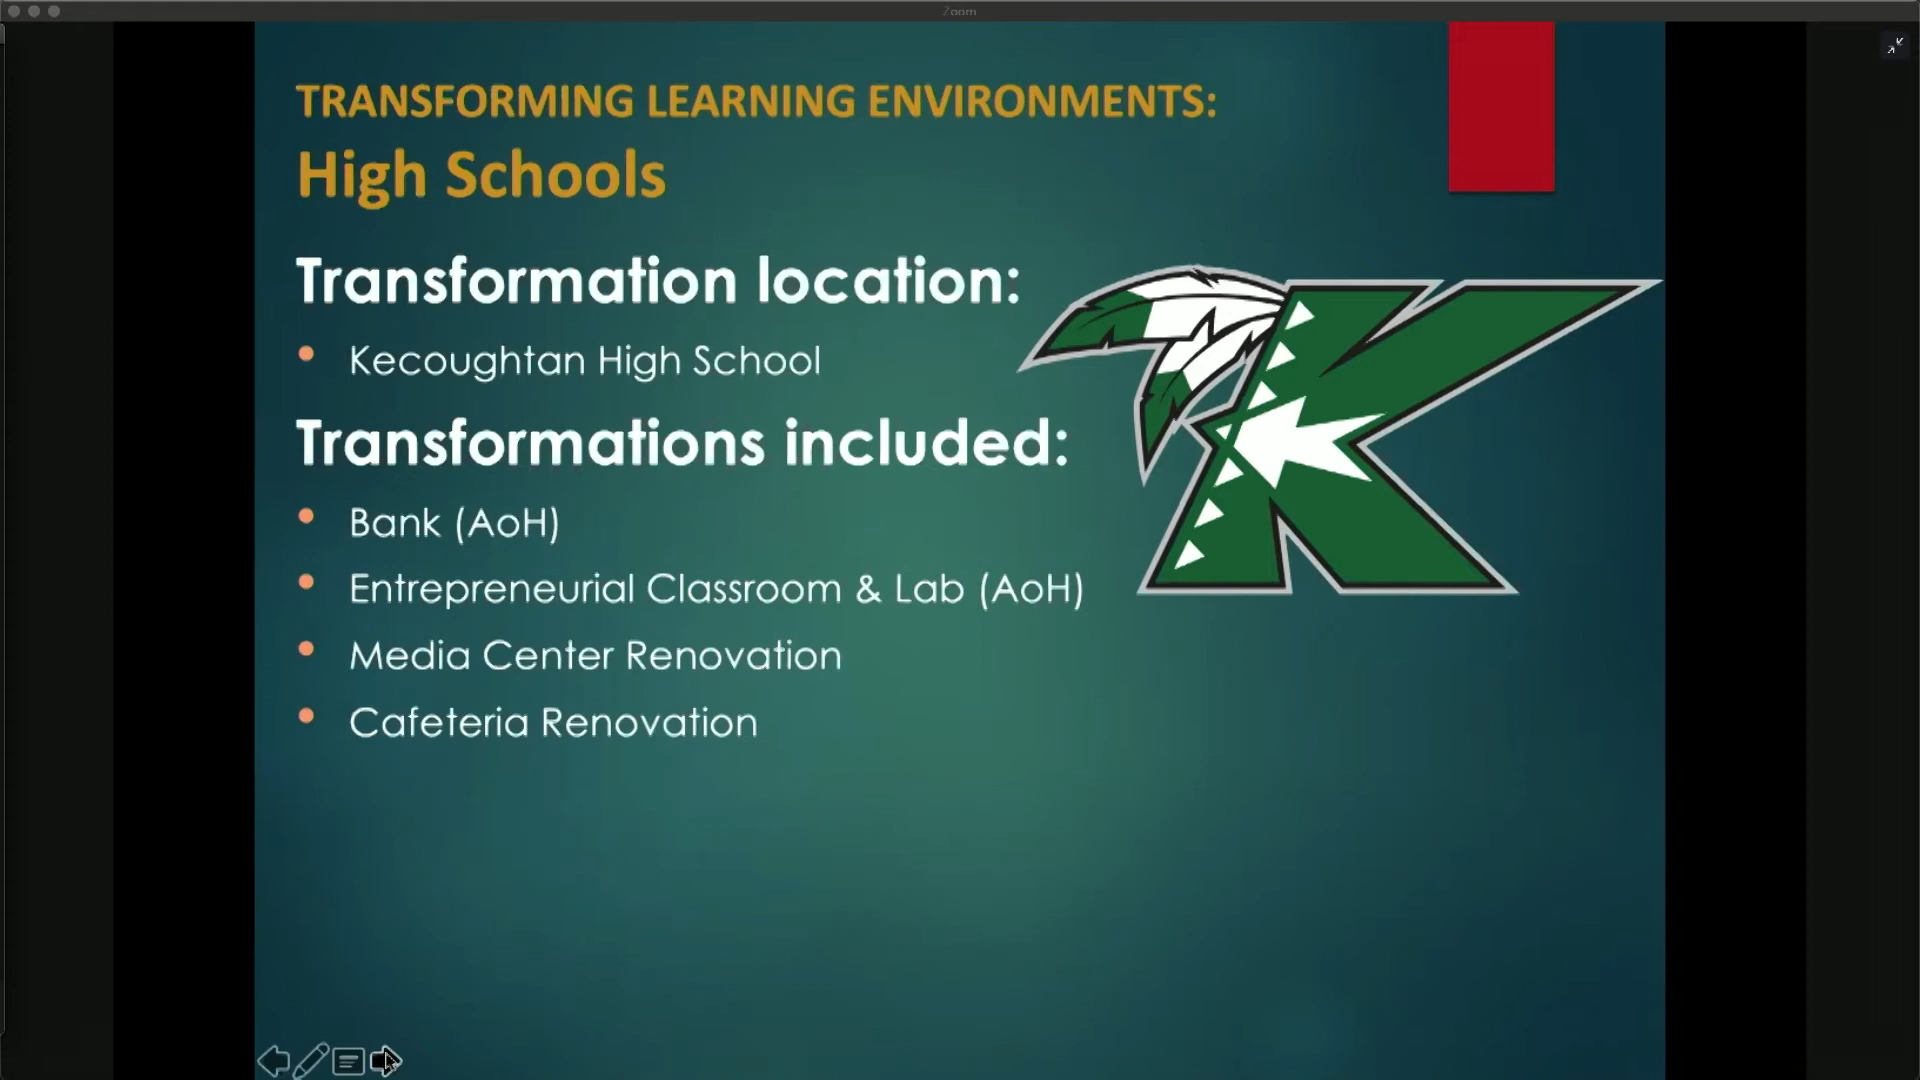 Zoom
TRANSFORMING LEARNING ENVIRONMENTS:
High Schools
Transformation location:
Kecoughtan High School
Transformations included:
Bank (AoH)
Entrepreneurial Classroom & Lab (AoH)
Media Center Renovation
Cafeteria Renovation
K